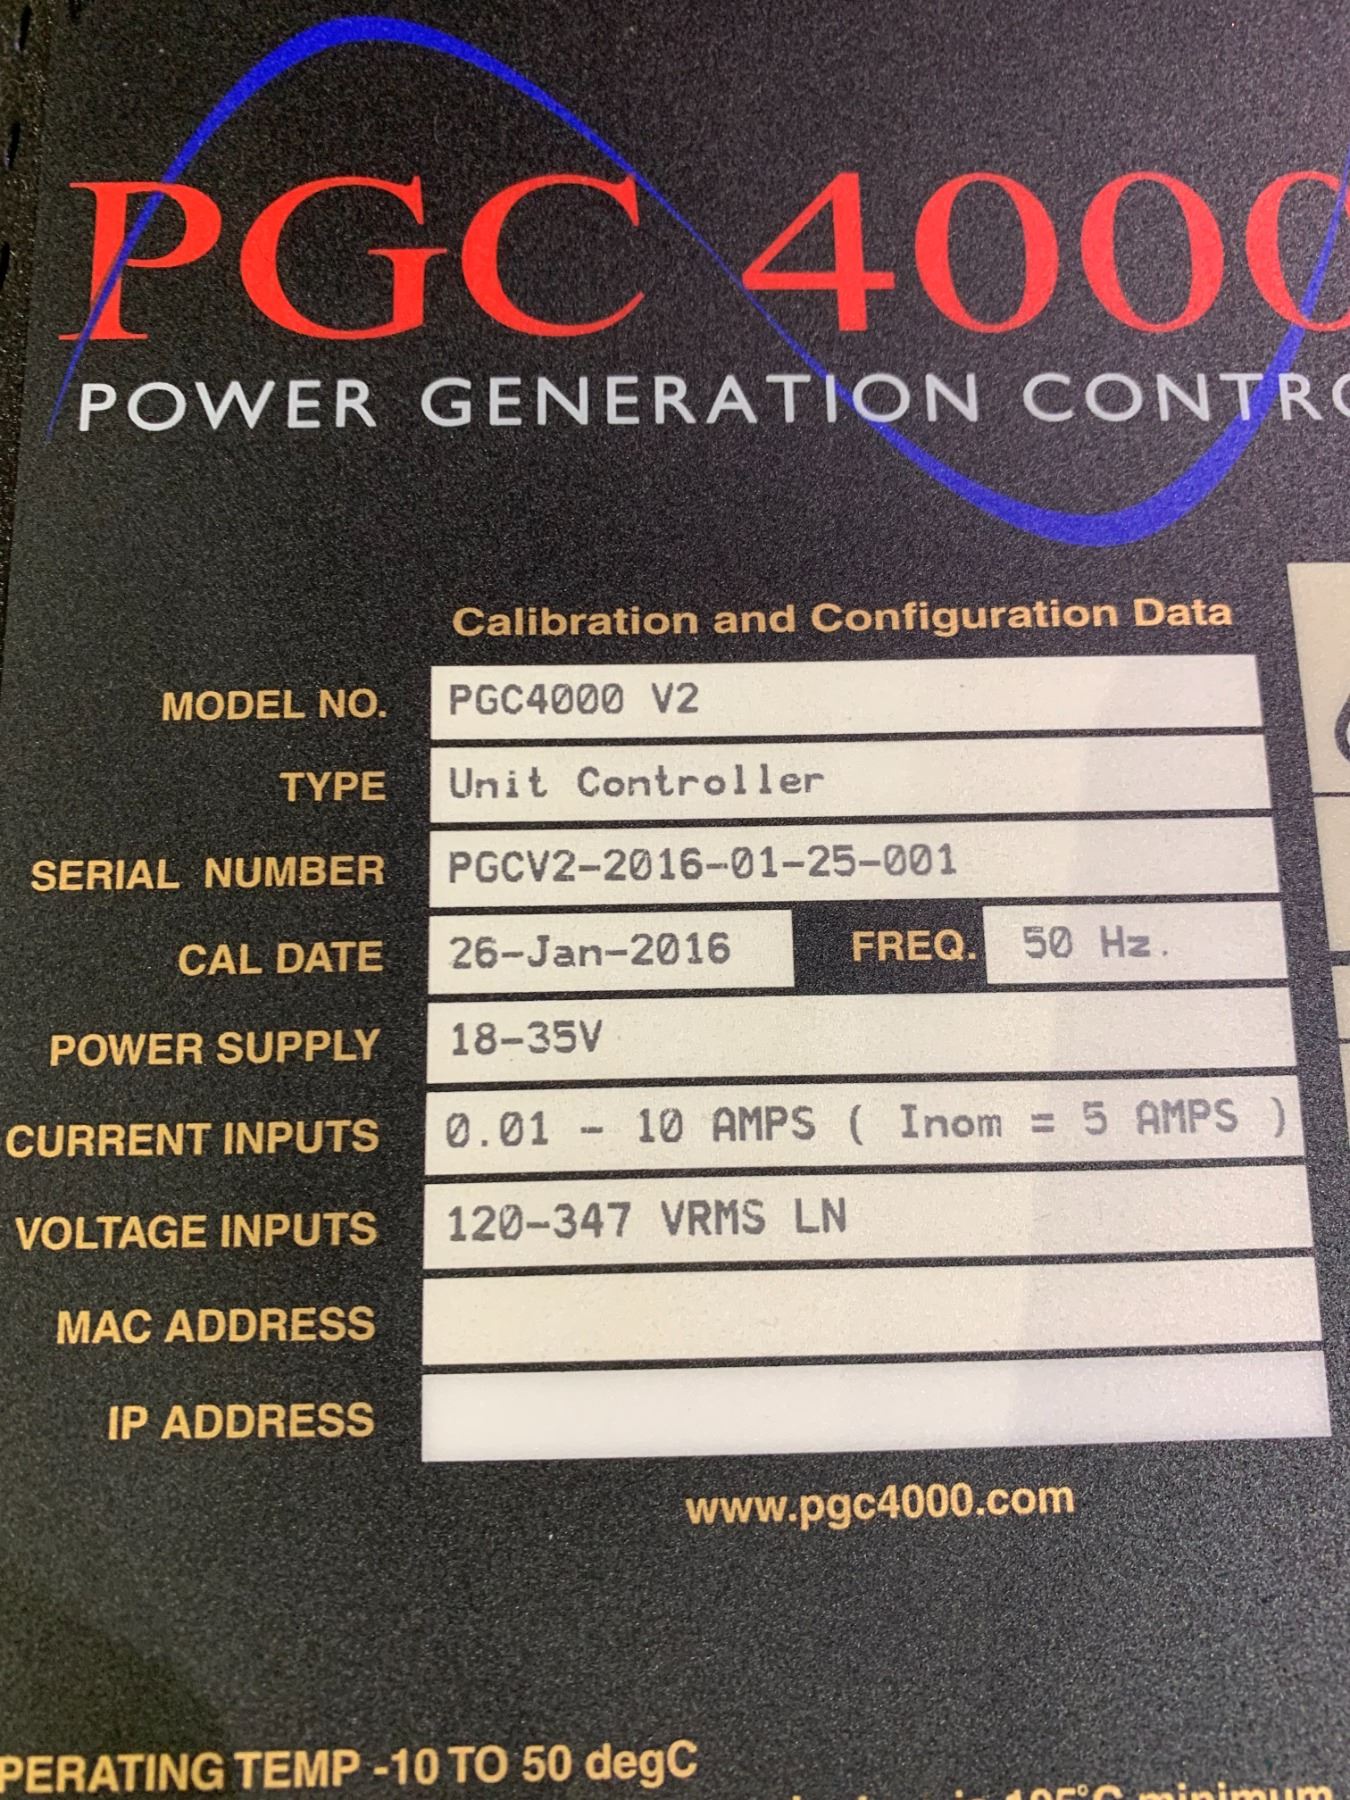 PGC 4000
POWER GENERATION CONTRO
Calibration and Configuration Data
MODEL NO. PGC4000 V2
TYPE Unit Controller
SERIAL NUMBER PGCV2-2016-01-25-001
CAL DATE 26-Jan-2016 FREQ. 50 Hz.
POWER SUPPLY 18-35V
CURRENT INPUTS 0.01 - 10 AMPS ( Inom = 5 AMPS )
VOLTAGE INPUTS 120-347 VRMS LN
MAC ADDRESS
IP ADDRESS
www.pgc4000.com
PERATING TEMP -10 TO 50 degC
is 105°C minimum